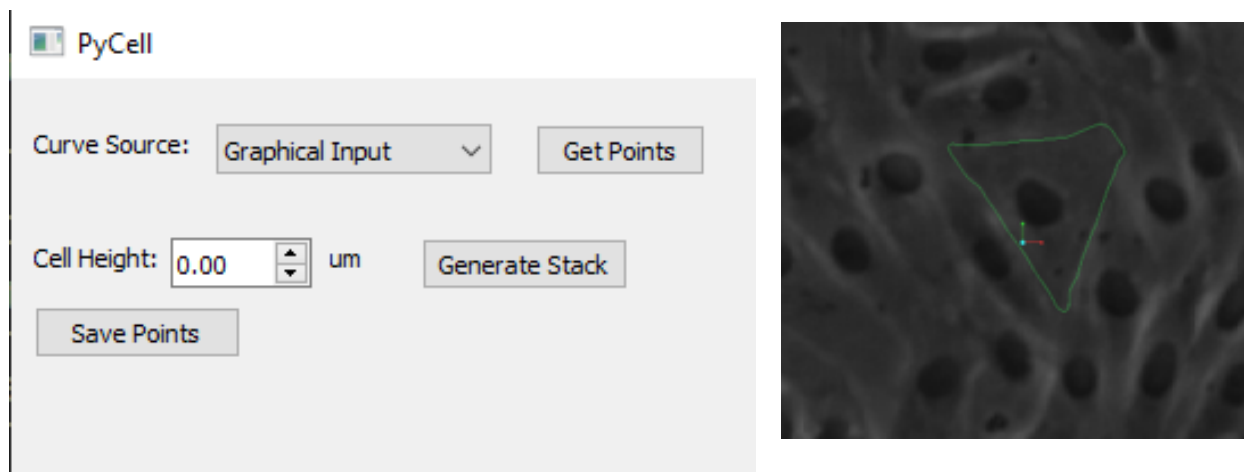 PyCell
Curve Source: Graphical Input Get Points
Cell Height: 0.00 um Generate Stack
Save Points